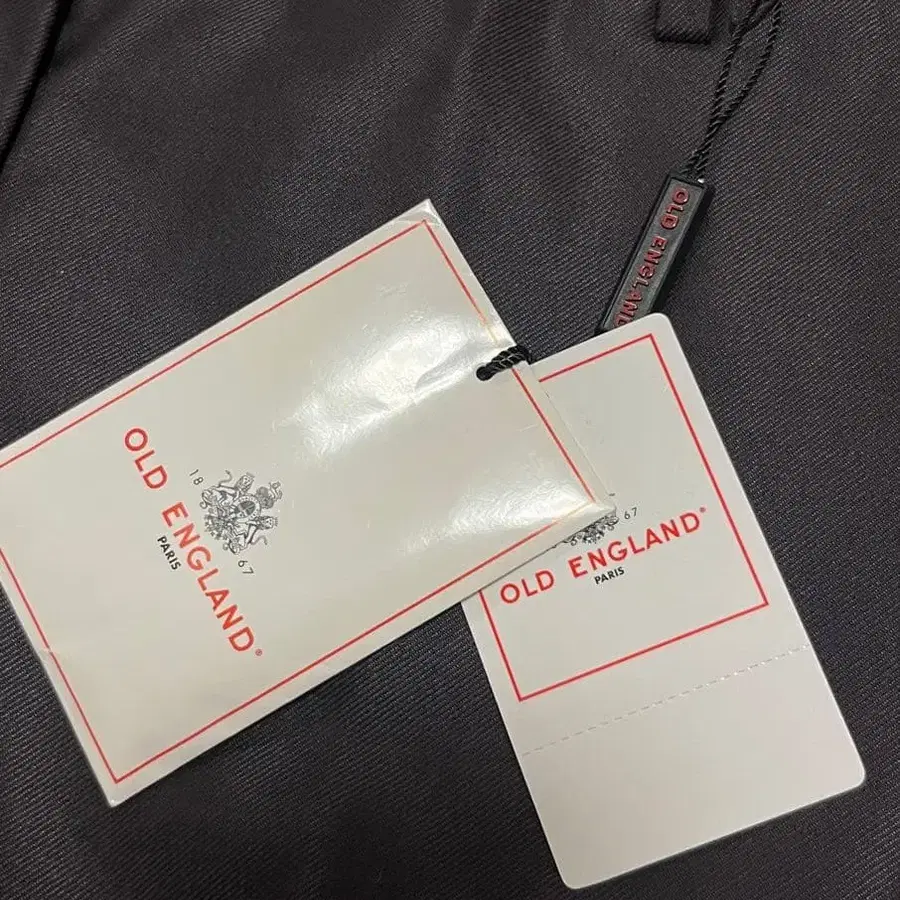 OLD ENGLAND
18 67
OLD ENGLAND®
PARIS
67
OLD ENGLAND®
PARIS